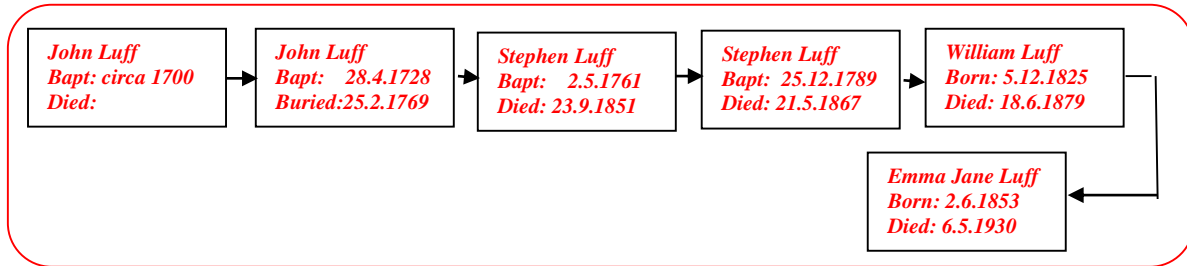 John Luff
Bapt: circa 1700
Died:
John Luff
Bapt: 28.4.1728
Buried:25.2.1769
Stephen Luff
Bapt: 2.5.1761
Died: 23.9.1851
Stephen Luff
Bapt: 25.12.1789
Died: 21.5.1867
William Luff
Born: 5.12.1825
Died: 18.6.1879
Emma Jane Luff
Born: 2.6.1853
Died: 6.5.1930